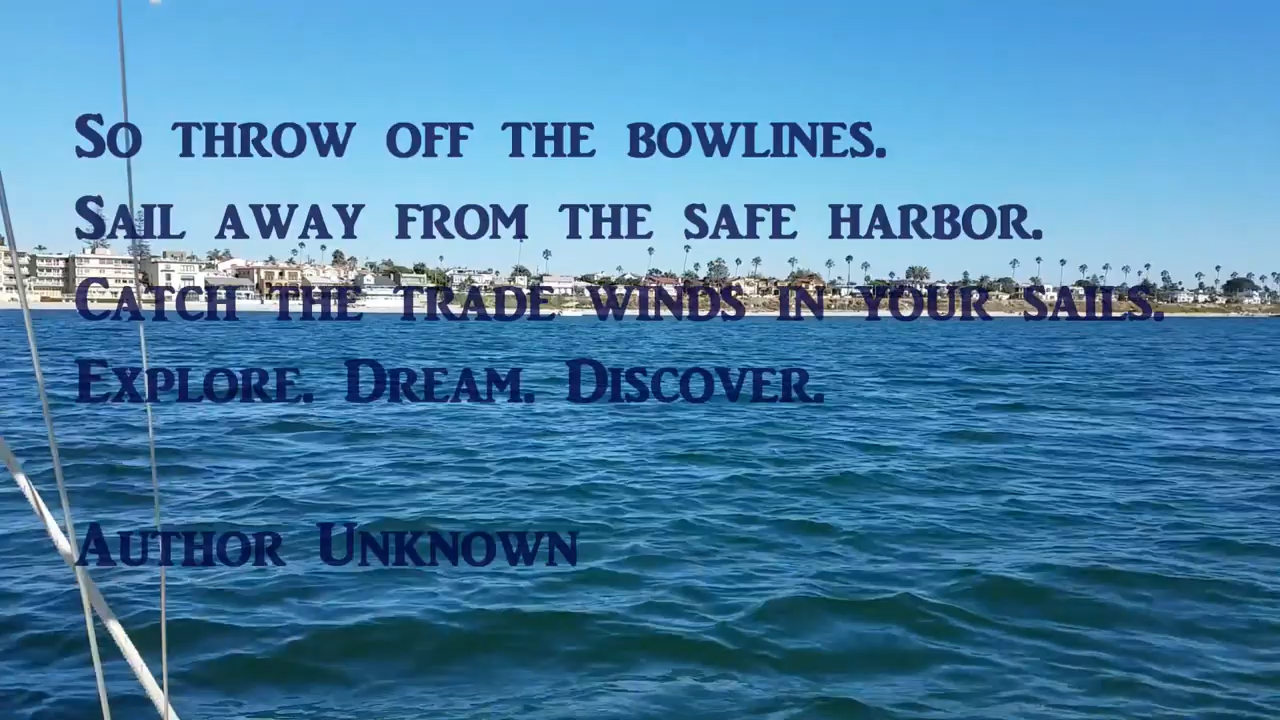 So throw off the bowlines.
Sail away from the safe harbor.
Catch the trade winds in your sails.
Explore. Dream. Discover.
Author Unknown